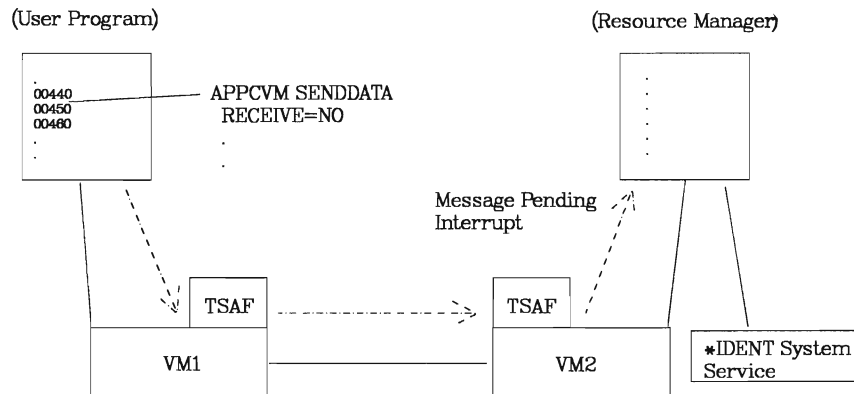 (User Program)
(Resource Manager)
.
00440
00450
00460
.
.
APPCVM SENDDATA
RECEIVE=NO
.
.
.
.
.
.
.
.
Message Pending
Interrupt
TSAF
TSAF
VM1
VM2
*IDENT System
Service